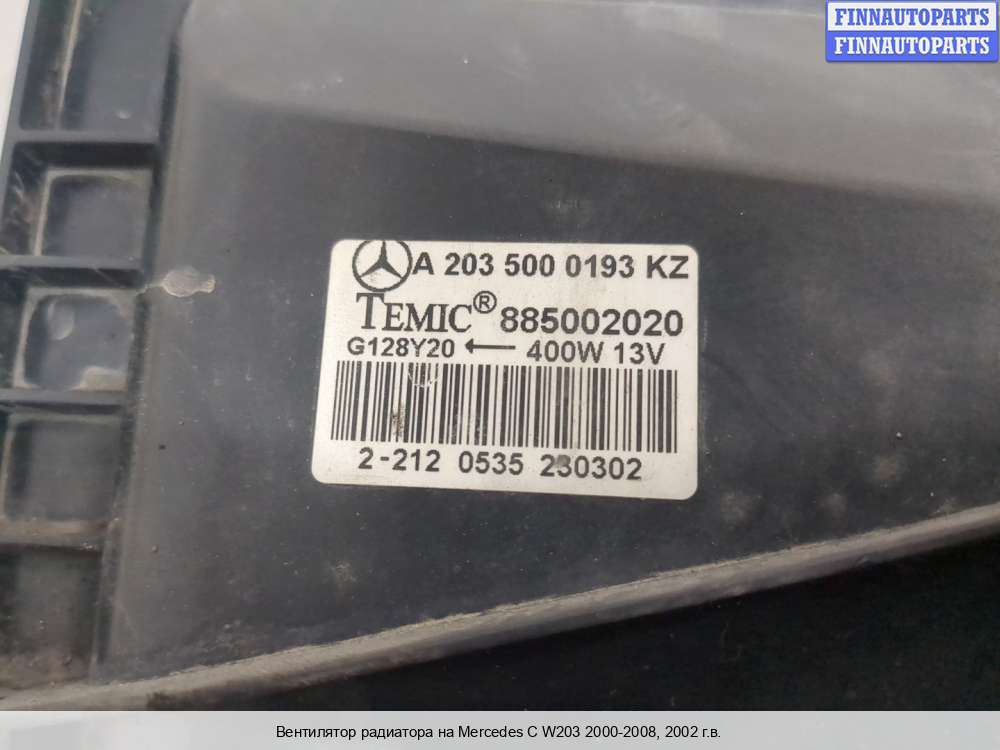 FINNAUTOPARTS
FINNAUTOPARTS
A 203 500 0193 KZ
TEMIC® 885002020
G128Y20 ← 400W 13V
2-212 0535 230302
Вентилятор радиатора на Mercedes C W203 2000-2008, 2002 г.в.